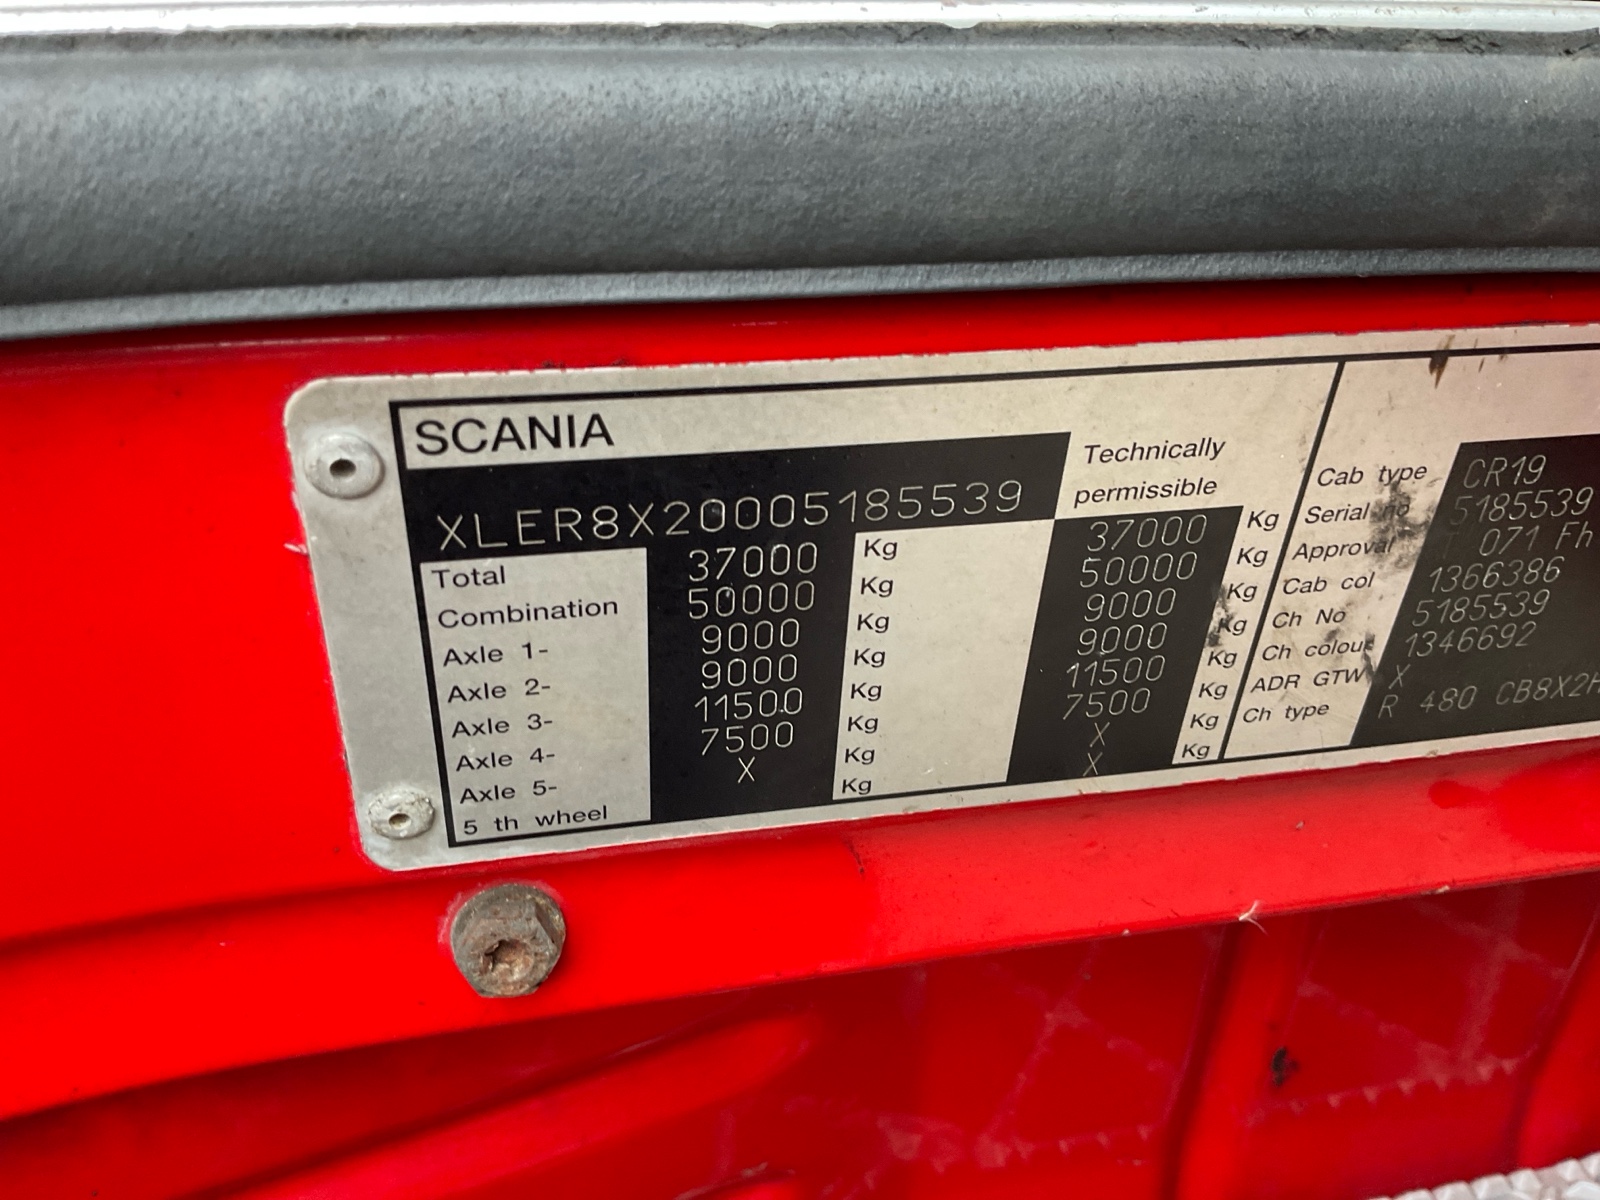 SCANIA
XLER8X20005185539
Technically
permissible
Total 37000 Kg 37000 Kg
Combination 50000 Kg 50000 Kg
Axle 1- 9000 Kg 9000 Kg
Axle 2- 9000 Kg 9000 Kg
Axle 3- 11500 Kg 11500 Kg
Axle 4- 7500 Kg 7500 Kg
Axle 5- X Kg X Kg
5 th wheel Kg X Kg
Cab type CR19
Serial no 5185539
Approval 071 Fh
Cab col 1366386
Ch No 5185539
Ch colour 1346692
ADR GTW X
Ch type R 480 CB8X2H